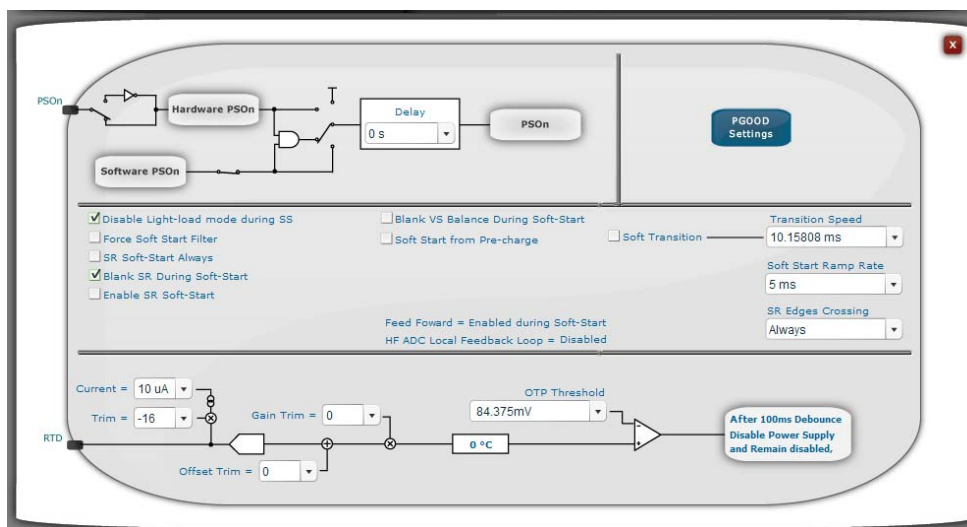 x
PSOn
Hardware PSOn
Delay
0 s
PSOn
PGOOD
Settings
Software PSOn
Disable Light-load mode during SS
Force Soft Start Filter
SR Soft-Start Always
Blank SR During Soft-Start
Enable SR Soft-Start
Blank VS Balance During Soft-Start
Soft Start from Pre-charge
Soft Transition
Transition Speed
10.15808 ms
Soft Start Ramp Rate
5 ms
SR Edges Crossing
Always
Feed Foward = Enabled during Soft-Start
HF ADC Local Feedback Loop = Disabled
Current = 10 uA
Trim = -16
RTD
Gain Trim = 0
Offset Trim = 0
0 °C
OTP Threshold
84.375mV
After 100ms Debounce
Disable Power Supply
and Remain disabled,